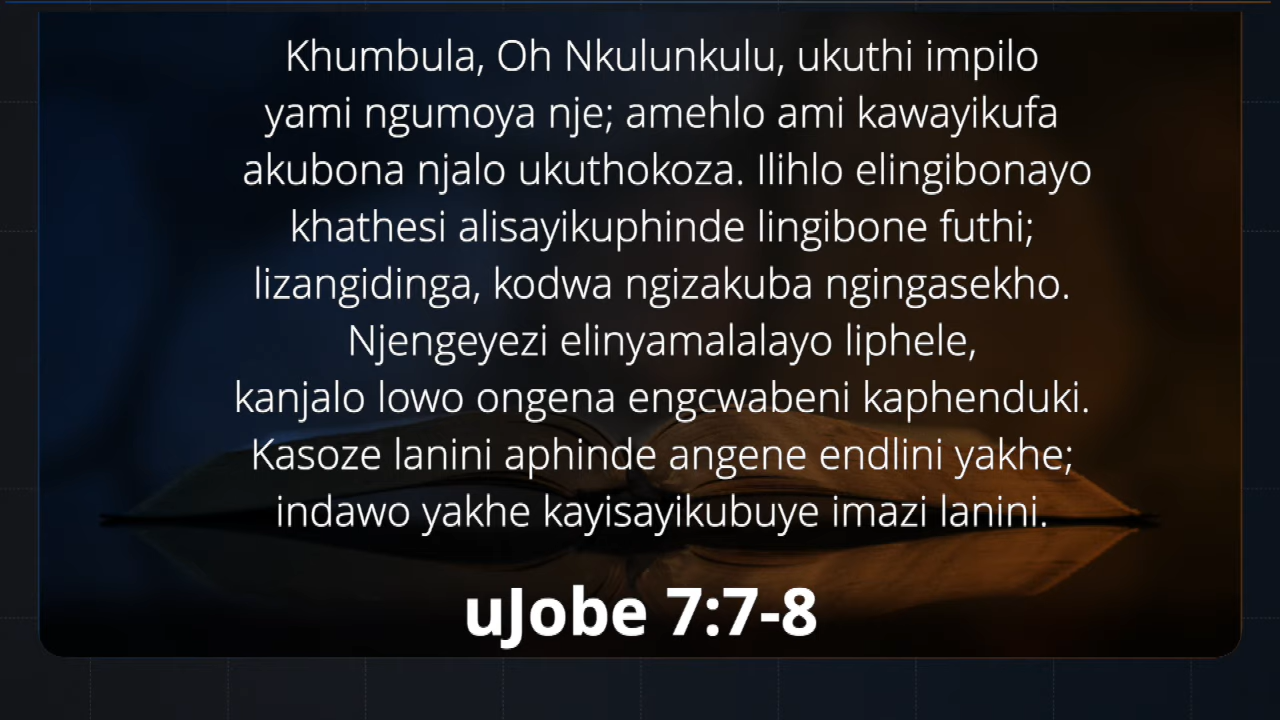 Khumbula, Oh Nkulunkulu, ukuthi impilo
yami ngumoya nje; amehlo ami kawayikufa
akubona njalo ukuthokoza. Ilihlo elingibonayo
khathesi alisayikuphinde lingibone futhi;
lizangidinga, kodwa ngizakuba ngingasekho.
Njengeyezi elinyamalalayo liphele,
kanjalo lowo ongena engcwabeni kaphenduki.
Kasoze lanini aphinde angene endlini yakhe;
indawo yakhe kayisayikubuye imazi lanini.
uJobe 7:7-8